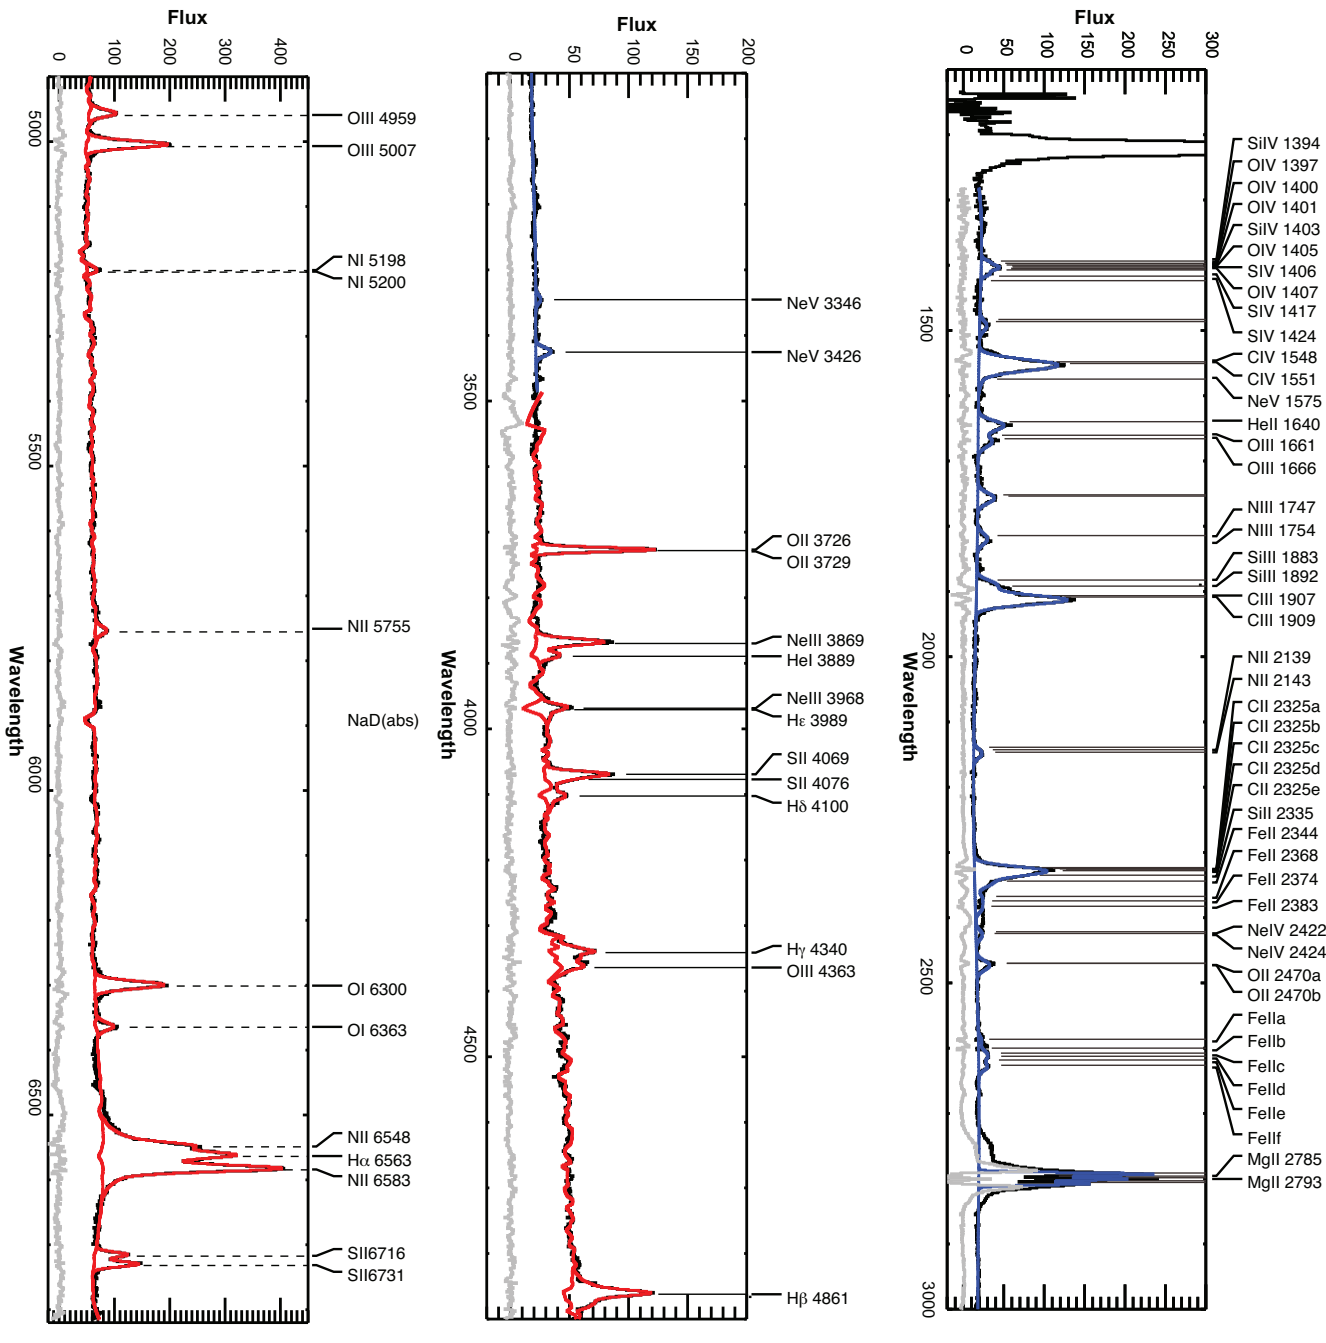 Flux
0
100
200
300
400
5000
5500
6000
6500
Wavelength
OIII 4959
OIII 5007
NI 5198
NI 5200
NII 5755
NaD(abs)
OI 6300
OI 6363
NII 6548
Hα 6563
NII 6583
SII6716
SII6731
Flux
0
50
100
150
200
3500
4000
4500
Wavelength
NeV 3346
NeV 3426
OII 3726
OII 3729
NeIII 3869
HeI 3889
NeIII 3968
Hε 3989
SII 4069
SII 4076
Hδ 4100
Hγ 4340
OIII 4363
Hβ 4861
Flux
0
50
100
150
200
250
300
1500
2000
2500
3000
Wavelength
SiIV 1394
OIV 1397
OIV 1400
OIV 1401
SiIV 1403
OIV 1405
SIV 1406
OIV 1407
SIV 1417
SIV 1424
CIV 1548
CIV 1551
NeV 1575
HeII 1640
OIII 1661
OIII 1666
NIII 1747
NIII 1754
SiIII 1883
SiIII 1892
CIII 1907
CIII 1909
NII 2139
NII 2143
CII 2325a
CII 2325b
CII 2325c
CII 2325d
CII 2325e
SiII 2335
FeII 2344
FeII 2368
FeII 2374
FeII 2383
NeIV 2422
NeIV 2424
OII 2470a
OII 2470b
FeIIa
FeIIb
FeIIc
FeIId
FeIIe
FeIIf
MgII 2785
MgII 2793